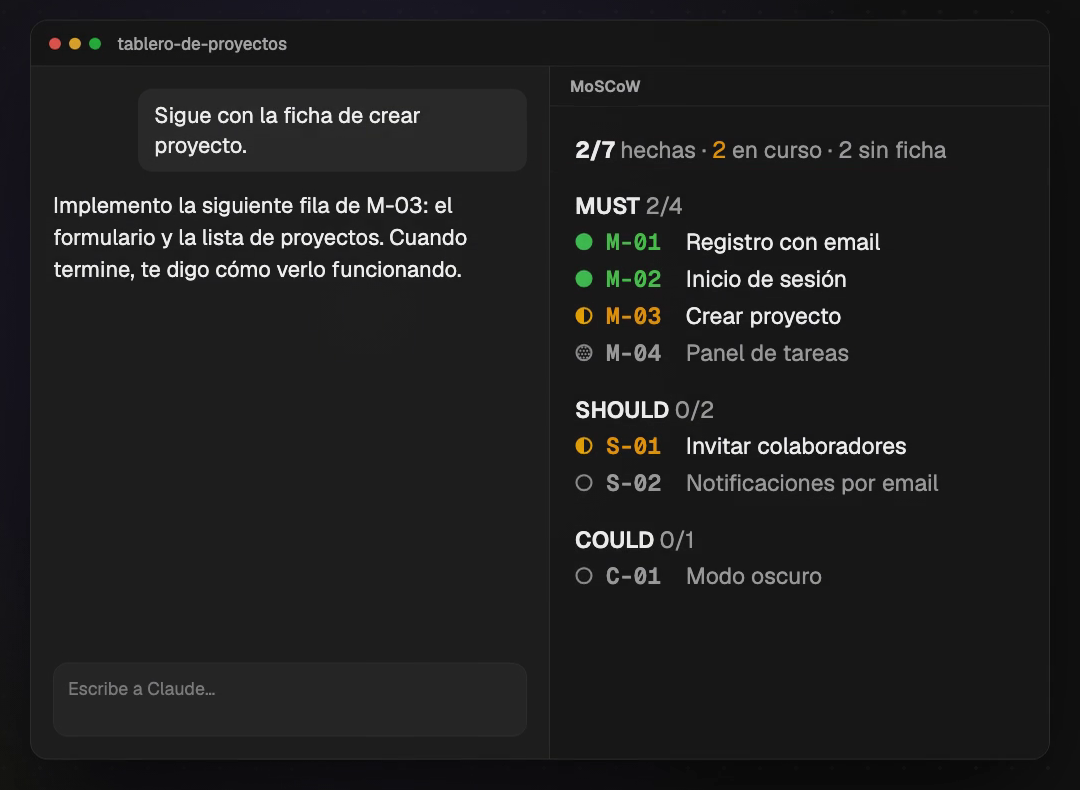 tablero-de-proyectos
Sigue con la ficha de crear
proyecto.
Implemento la siguiente fila de M-03: el
formulario y la lista de proyectos. Cuando
termine, te digo cómo verlo funcionando.
Escribe a Claude…
MoSCoW
2/7 hechas · 2 en curso · 2 sin ficha
MUST 2/4
M-01 Registro con email
M-02 Inicio de sesión
M-03 Crear proyecto
M-04 Panel de tareas
SHOULD 0/2
S-01 Invitar colaboradores
S-02 Notificaciones por email
COULD 0/1
C-01 Modo oscuro